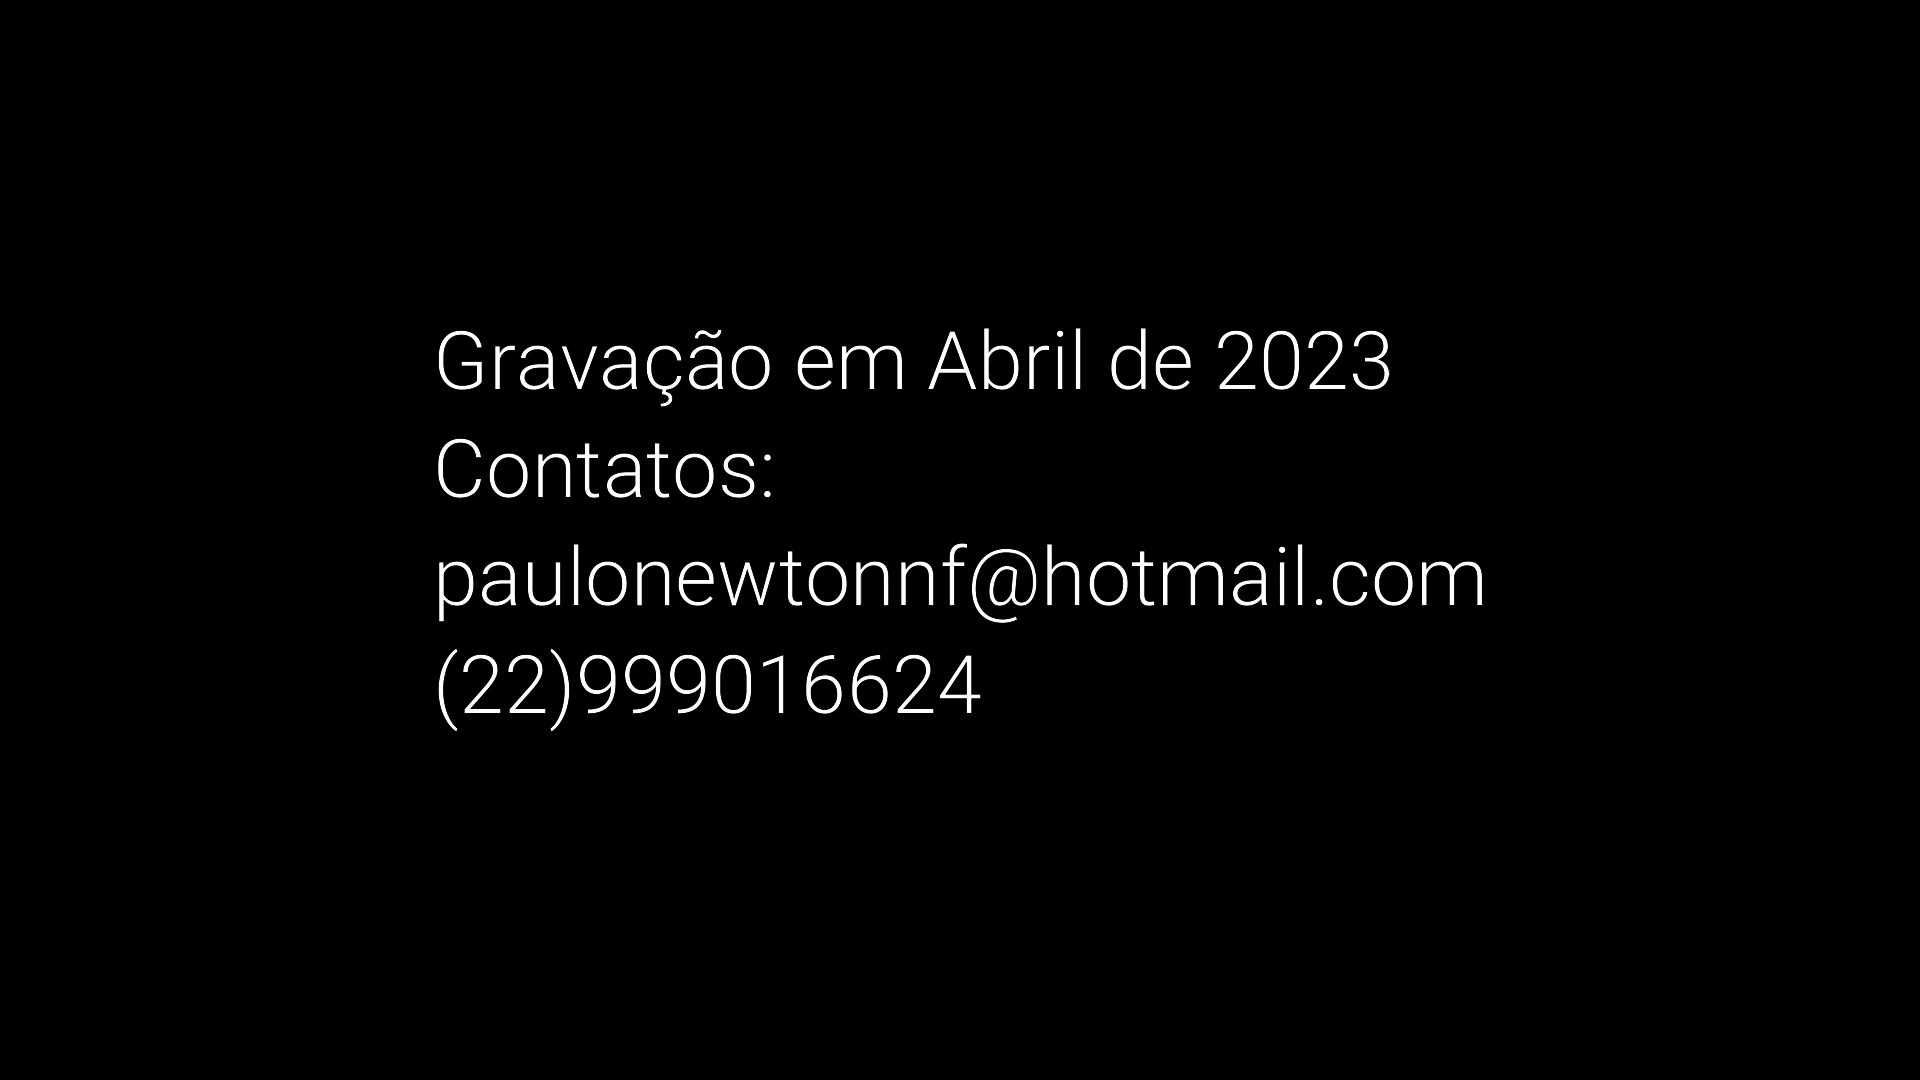 Gravação em Abril de 2023
Contatos:
paulonewtonnf@hotmail.com
(22)999016624